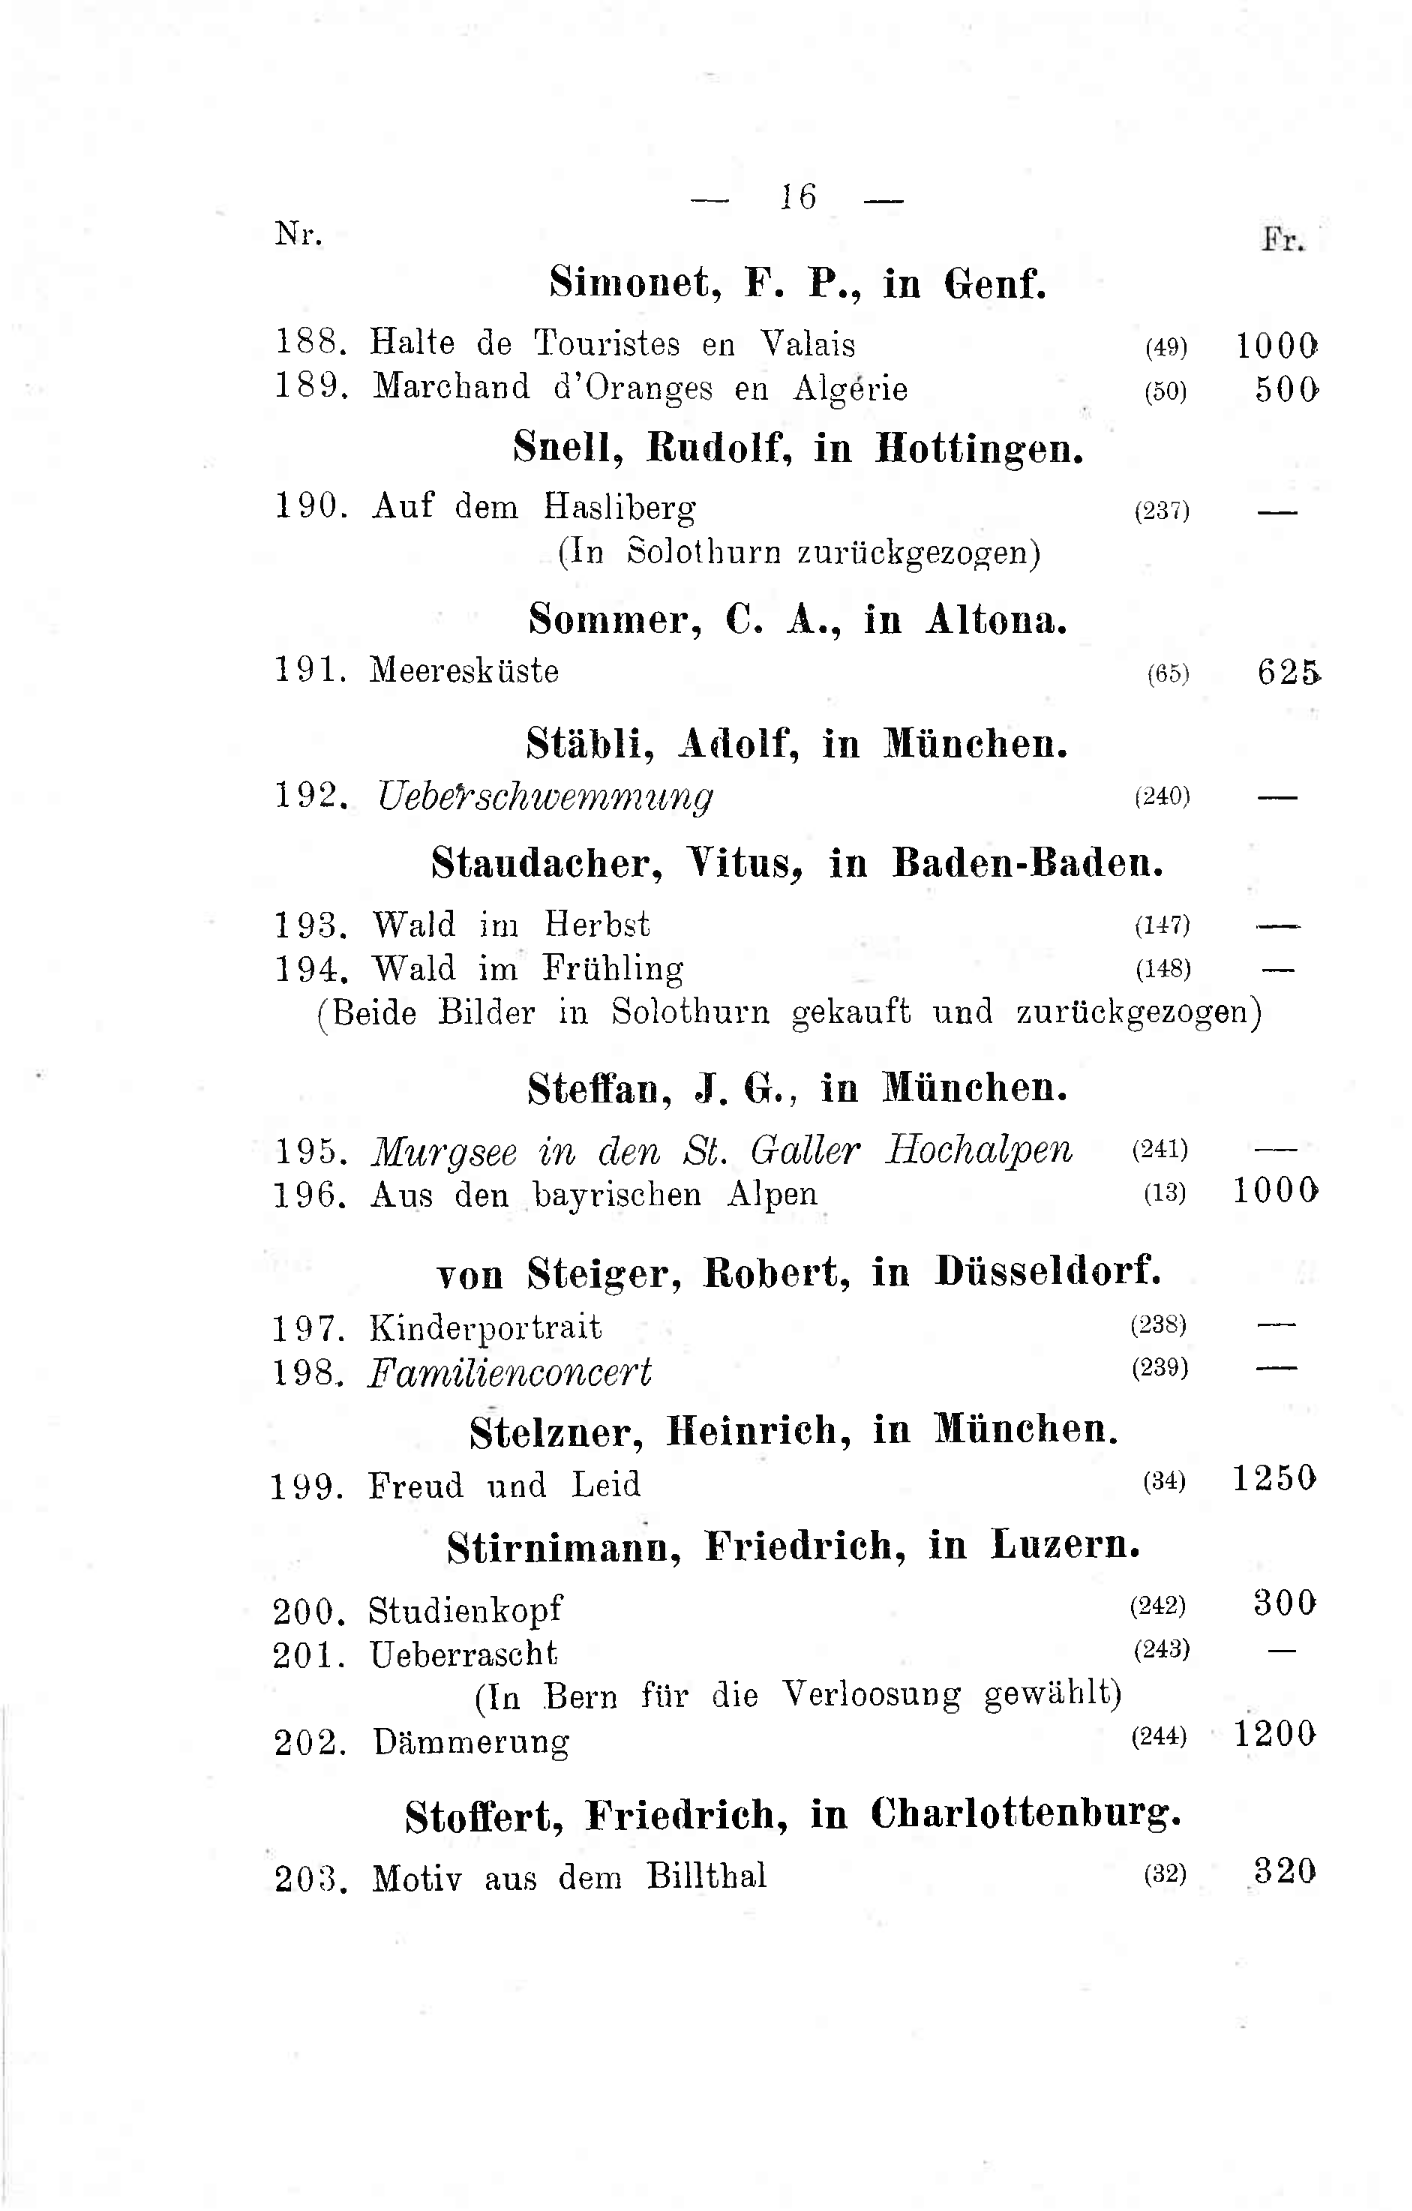 — 16 —
Nr. Fr.
Simonet, F. P., in Genf.
188. Halte de Touristes en Valais (49) 1000
189. Marchand d'Oranges en Algérie (50) 500
Snell, Rudolf, in Hottingen.
190. Auf dem Hasliberg (237) —
(In Solothurn zurückgezogen)
Sommer, C. A., in Altona.
191. Meeresküste (65) 625
Stäbli, Adolf, in München.
192. Ueberschwemmung (240) —
Staudacher, Vitus, in Baden-Baden.
193. Wald im Herbst (147) —
194. Wald im Frühling (148) —
(Beide Bilder in Solothurn gekauft und zurückgezogen)
Steffan, J. G., in München.
195. Murgsee in den St. Galler Hochalpen (241) —
196. Aus den bayrischen Alpen (13) 1000
von Steiger, Robert, in Düsseldorf.
197. Kinderportrait (238) —
198. Familienconcert (239) —
Stelzner, Heinrich, in München.
199. Freud und Leid (34) 1250
Stirnimann, Friedrich, in Luzern.
200. Studienkopf (242) 300
201. Ueberrascht (243) —
(In Bern für die Verloosung gewählt)
202. Dämmerung (244) 1200
Stoffert, Friedrich, in Charlottenburg.
203. Motiv aus dem Billthal (32) 320